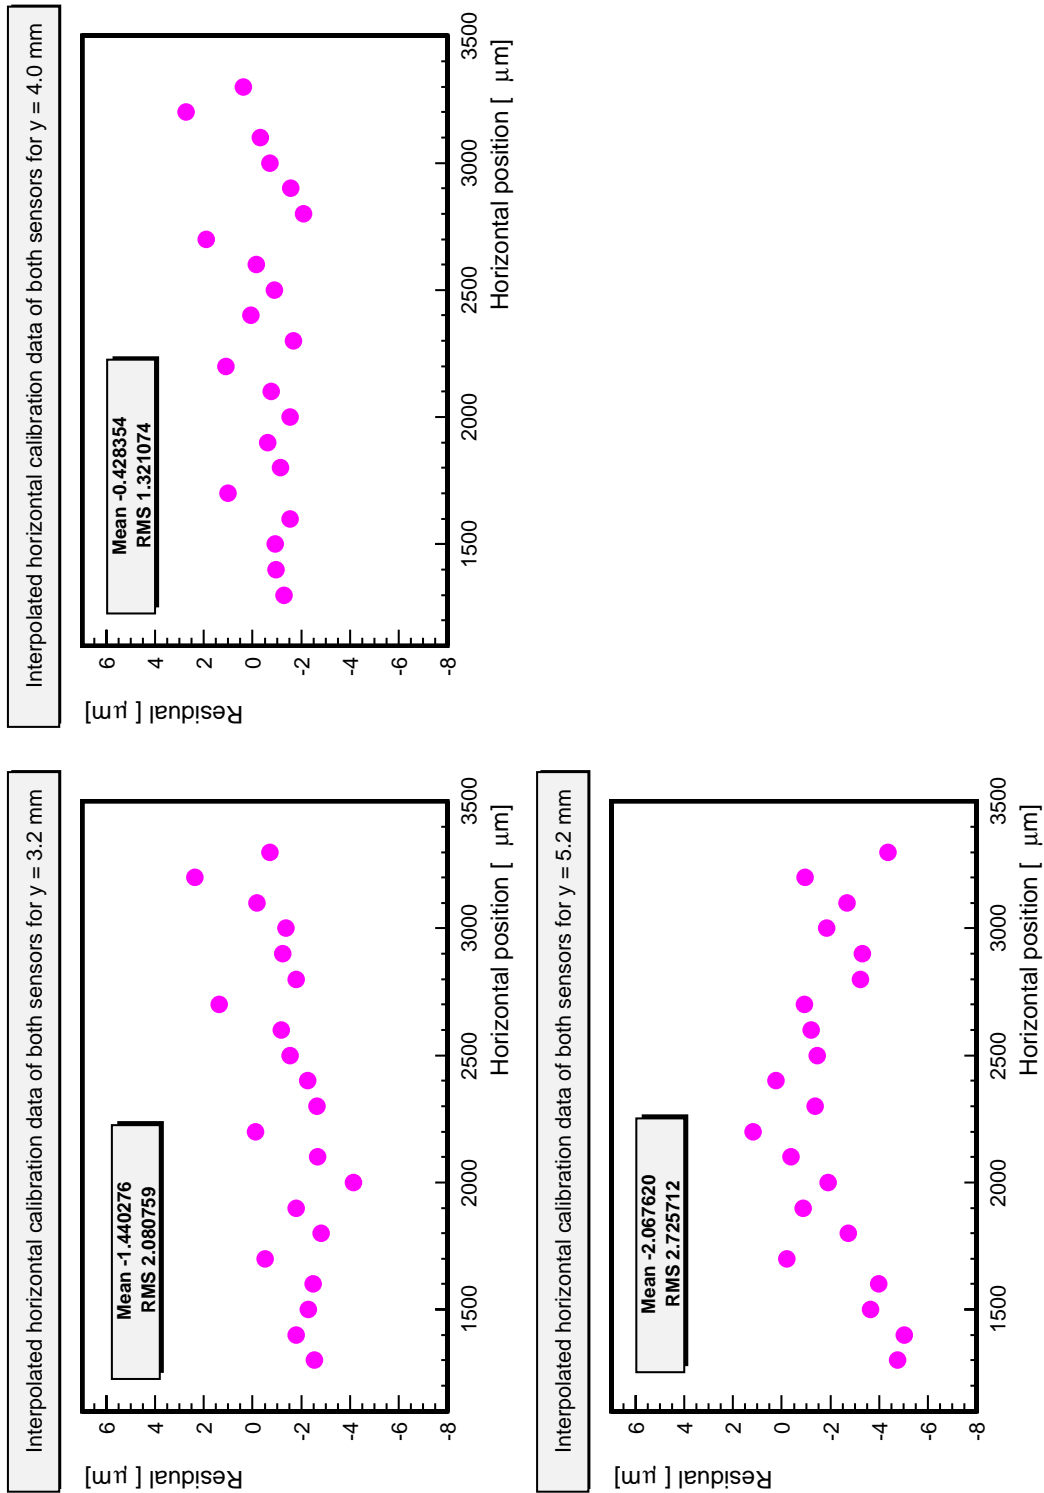 Interpolated horizontal calibration data of both sensors for y = 3.2 mm
Mean -1.440276
RMS 2.080759
6
4
2
0
-2
-4
-6
-8
Residual [ μm]
1500
2000
2500
3000
3500
Horizontal position [ μm]
Interpolated horizontal calibration data of both sensors for y = 4.0 mm
Mean -0.428354
RMS 1.321074
6
4
2
0
-2
-4
-6
-8
Residual [ μm]
1500
2000
2500
3000
3500
Horizontal position [ μm]
Interpolated horizontal calibration data of both sensors for y = 5.2 mm
Mean -2.067620
RMS 2.725712
6
4
2
0
-2
-4
-6
-8
Residual [ μm]
1500
2000
2500
3000
3500
Horizontal position [ μm]